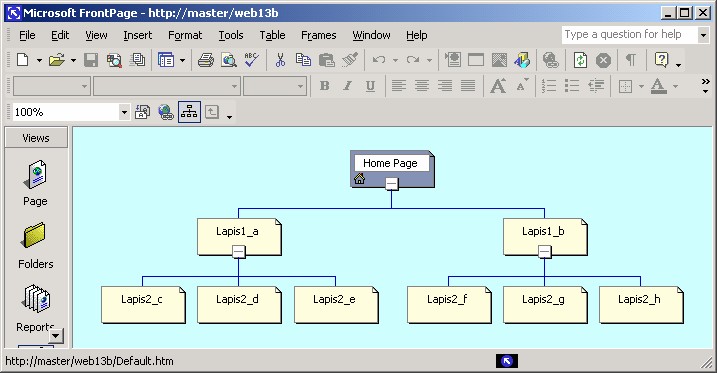 Microsoft FrontPage - http://master/web13b
File Edit View Insert Format Tools Table Frames Window Help
Type a question for help
ABC
B I U A A A
100%
Views
Page
Folders
Reports
Home Page
Lapis1_a Lapis1_b
Lapis2_c Lapis2_d Lapis2_e Lapis2_f Lapis2_g Lapis2_h
http://master/web13b/Default.htm